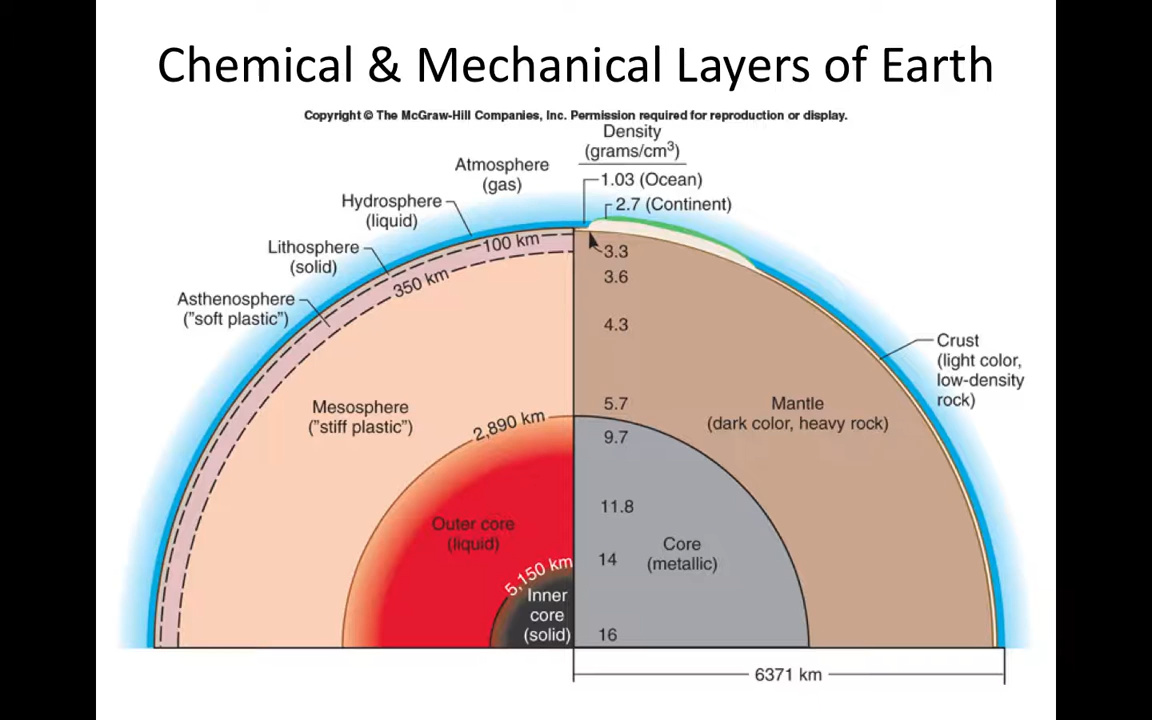 Chemical & Mechanical Layers of Earth
Copyright © The McGraw-Hill Companies, Inc. Permission required for reproduction or display.
Density
(grams/cm³)
Atmosphere
(gas)
1.03 (Ocean)
Hydrosphere
(liquid)
2.7 (Continent)
Lithosphere
(solid)
100 km
3.3
350 km
3.6
Asthenosphere
(”soft plastic”)
4.3
Crust
(light color,
low-density
rock)
Mesosphere
(”stiff plastic”)
2,890 km
5.7
Mantle
(dark color, heavy rock)
9.7
11.8
Outer core
(liquid)
Core
(metallic)
14
5,150 km
Inner
core
(solid)
16
6371 km